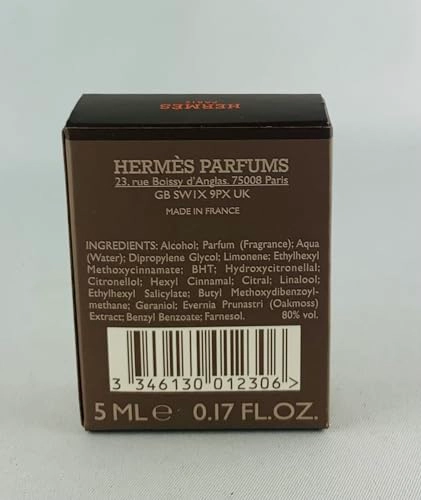 HERMÈS
PARIS
HERMÈS PARFUMS
23, rue Boissy d'Anglas. 75008 Paris
GB SW1X 9PX UK
MADE IN FRANCE
INGREDIENTS: Alcohol; Parfum (Fragrance); Aqua
(Water); Dipropylene Glycol; Limonene; Ethylhexyl
Methoxycinnamate; BHT; Hydroxycitronellal;
Citronellol; Hexyl Cinnamal; Citral; Linalool;
Ethylhexyl Salicylate; Butyl Methoxydibenzoyl-
methane; Geraniol; Evernia Prunastri (Oakmoss)
Extract; Benzyl Benzoate; Farnesol. 80% vol.
3 346130 012306 >
5 ML e 0.17 FL.OZ.